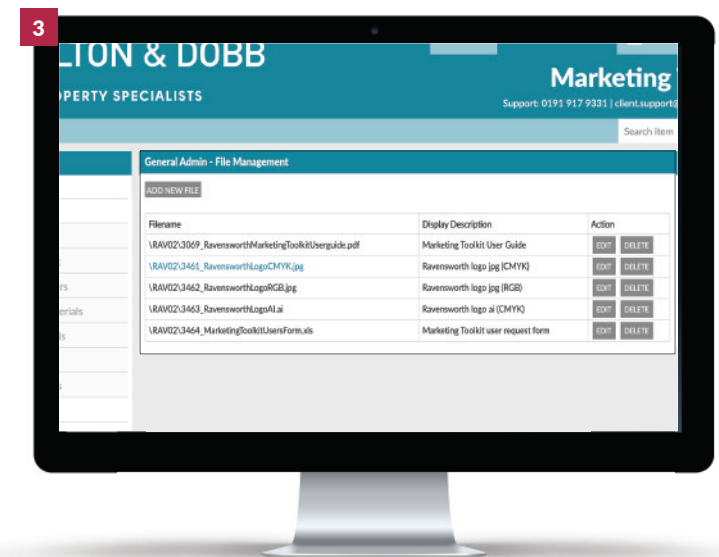 3
LTON & DOBB
Marketing
OPERTY SPECIALISTS
Support: 0191 917 9331 | client.support@
Search item
General Admin - File Management
ADD NEW FILE
Filename Display Description Action
\RAV02\3069_RavensworthMarketingToolkitUserguide.pdf Marketing Toolkit User Guide EDIT DELETE
\RAV02\3461_RavensworthLogoCMYK.jpg Ravensworth logo jpg (CMYK) EDIT DELETE
rs \RAV02\3462_RavensworthLogoRGB.jpg Ravensworth logo jpg (RGB) EDIT DELETE
erials \RAV02\3463_RavensworthLogoAI.ai Ravensworth logo ai (CMYK) EDIT DELETE
ls \RAV02\3464_MarketingToolkitUsersForm.xls Marketing Toolkit user request form EDIT DELETE
s